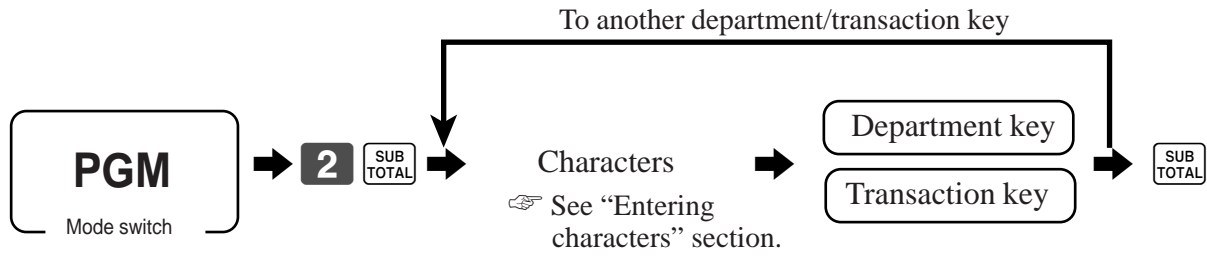 To another department/transaction key
PGM
Mode switch
2
SUB
TOTAL
Characters
☞ See “Entering
characters” section.
Department key
Transaction key
SUB
TOTAL